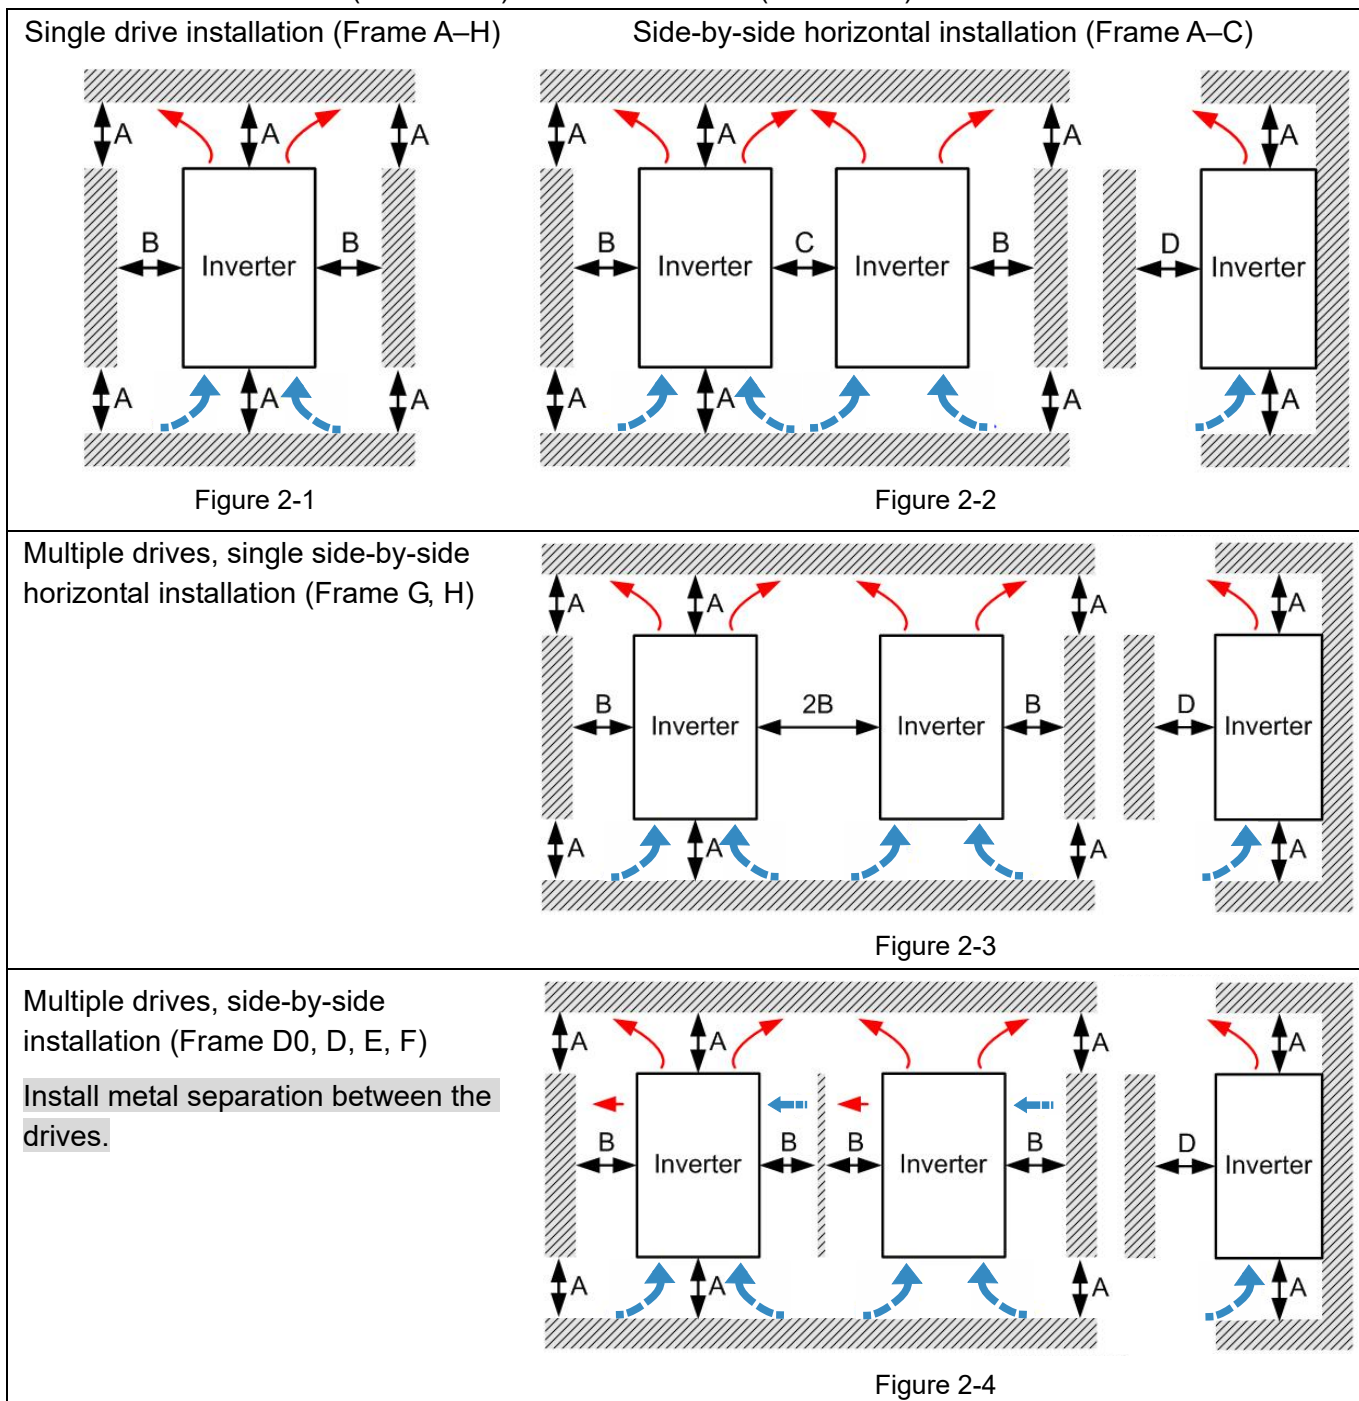 Single drive installation (Frame A–H)
Side-by-side horizontal installation (Frame A–C)
A A A
B B
Inverter
A A A
Figure 2-1
A A A A
B C B D
Inverter Inverter Inverter
A A A A
Figure 2-2
Multiple drives, single side-by-side
horizontal installation (Frame G, H)
A A A A
B 2B B D
Inverter Inverter Inverter
A A A A
Figure 2-3
Multiple drives, side-by-side
installation (Frame D0, D, E, F)
Install metal separation between the
drives.
A A A A
B B B B D
Inverter Inverter Inverter
A A A A
Figure 2-4